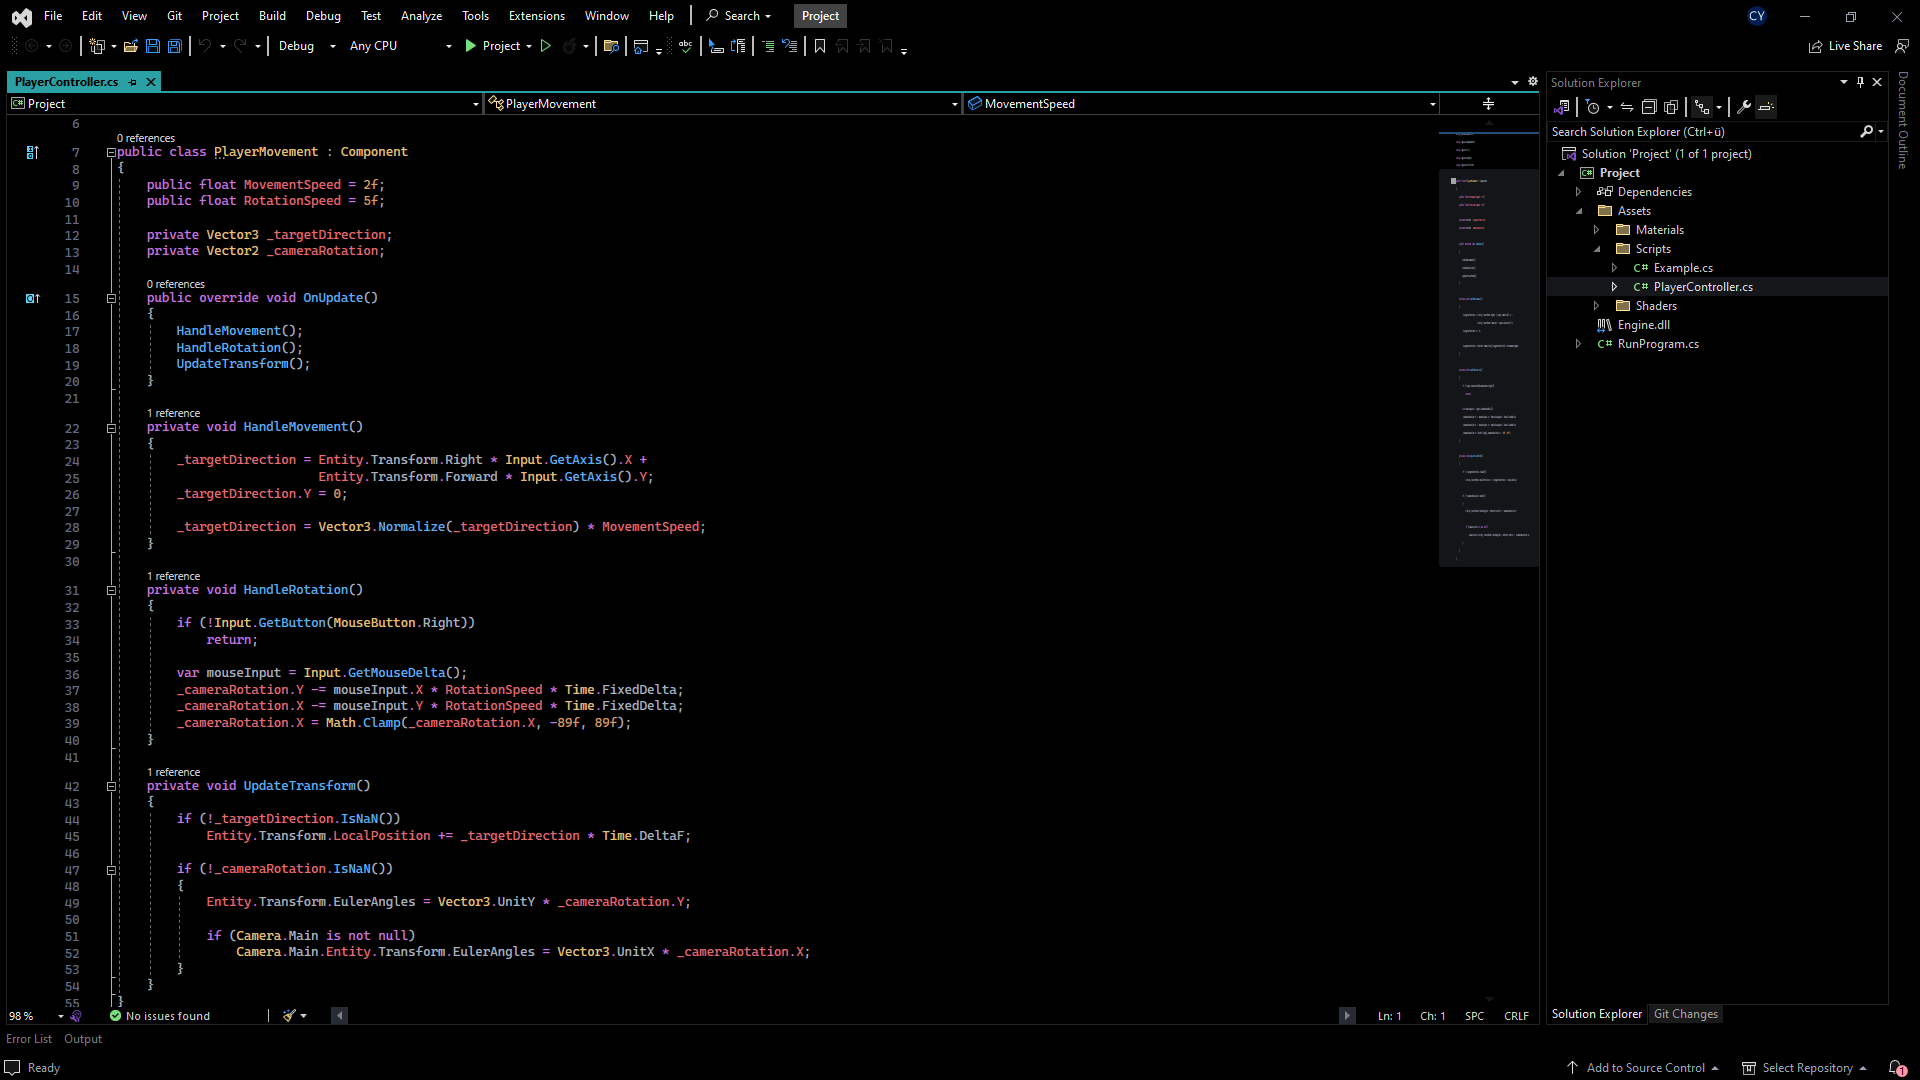 File Edit View Git Project Build Debug Test Analyze Tools Extensions Window Help Search Project CY
Debug Any CPU Project Live Share
PlayerController.cs
Project PlayerMovement MovementSpeed
6
0 references
7 public class PlayerMovement : Component
8 {
9 public float MovementSpeed = 2f;
10 public float RotationSpeed = 5f;
11
12 private Vector3 _targetDirection;
13 private Vector2 _cameraRotation;
14
0 references
15 public override void OnUpdate()
16 {
17 HandleMovement();
18 HandleRotation();
19 UpdateTransform();
20 }
21
1 reference
22 private void HandleMovement()
23 {
24 _targetDirection = Entity.Transform.Right * Input.GetAxis().X +
25 Entity.Transform.Forward * Input.GetAxis().Y;
26 _targetDirection.Y = 0;
27
28 _targetDirection = Vector3.Normalize(_targetDirection) * MovementSpeed;
29 }
30
1 reference
31 private void HandleRotation()
32 {
33 if (!Input.GetButton(MouseButton.Right))
34 return;
35
36 var mouseInput = Input.GetMouseDelta();
37 _cameraRotation.Y -= mouseInput.X * RotationSpeed * Time.FixedDelta;
38 _cameraRotation.X -= mouseInput.Y * RotationSpeed * Time.FixedDelta;
39 _cameraRotation.X = Math.Clamp(_cameraRotation.X, -89f, 89f);
40 }
41
1 reference
42 private void UpdateTransform()
43 {
44 if (!_targetDirection.IsNaN())
45 Entity.Transform.LocalPosition += _targetDirection * Time.DeltaF;
46
47 if (!_cameraRotation.IsNaN())
48 {
49 Entity.Transform.EulerAngles = Vector3.UnitY * _cameraRotation.Y;
50
51 if (Camera.Main is not null)
52 Camera.Main.Entity.Transform.EulerAngles = Vector3.UnitX * _cameraRotation.X;
53 }
54 }
55 }
98 % No issues found Ln: 1 Ch: 1 SPC CRLF
Error List Output
Ready Add to Source Control Select Repository 1
Solution Explorer
Search Solution Explorer (Ctrl+ü)
Solution 'Project' (1 of 1 project)
C# Project
Dependencies
Assets
Materials
Scripts
C# Example.cs
C# PlayerController.cs
Shaders
Engine.dll
C# RunProgram.cs
Solution Explorer Git Changes
Document Outline